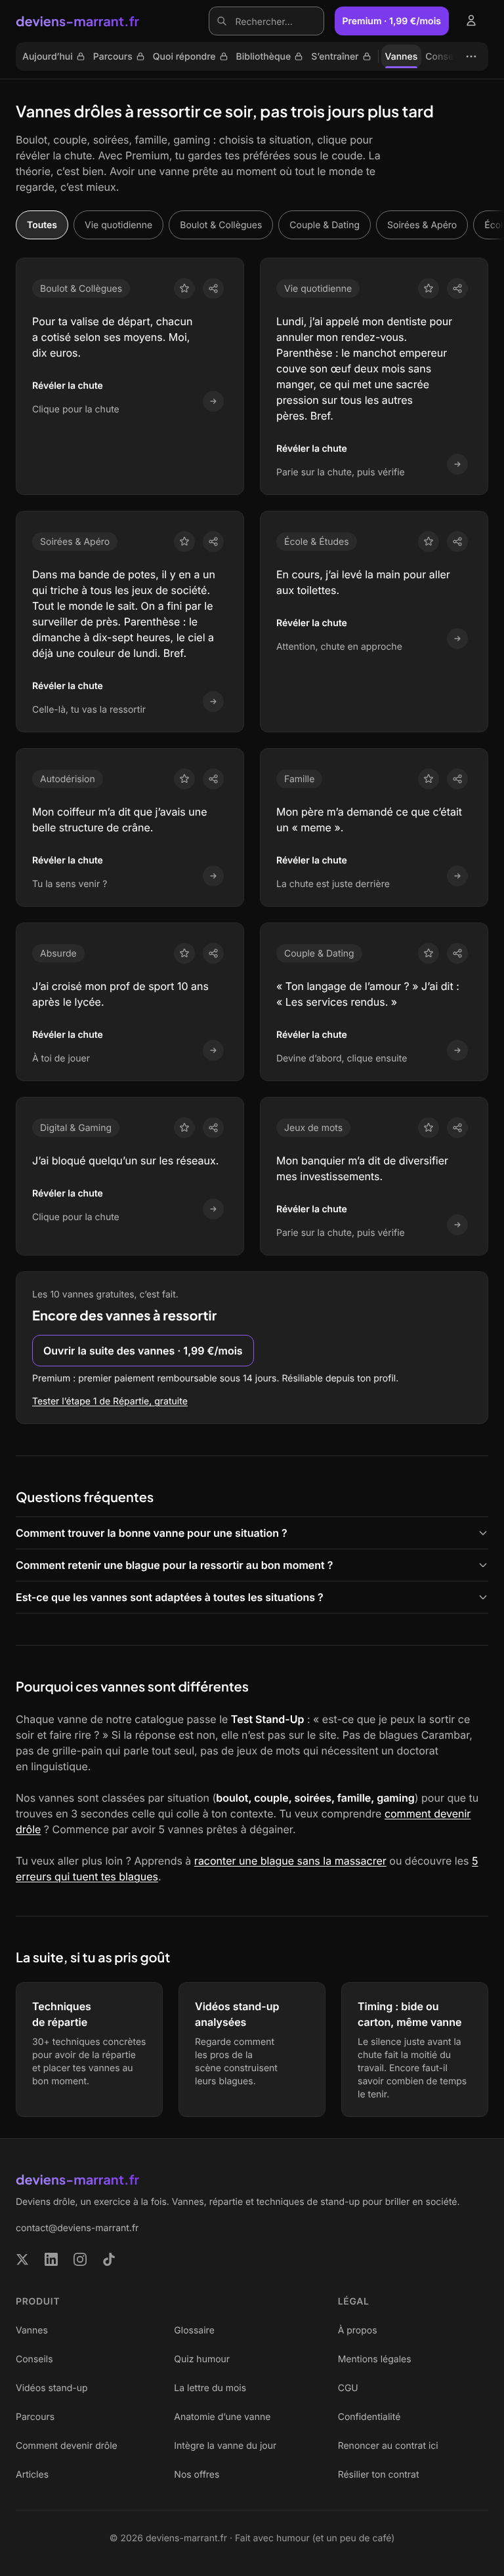 deviens-marrant.fr
Rechercher...
Premium · 1,99 €/mois
Aujourd'hui
Parcours
Quoi répondre
Bibliothèque
S'entraîner
Vannes
Toutes
Vannes drôles à ressortir ce soir, pas trois jours plus tard
Boulot, couple, soirées, famille, gaming : choisis ta situation, clique pour
révéler la chute. Avec Premium, tu gardes tes préférées sous le coude. La
théorie, c'est bien. Avoir une vanne prête au moment où tout le monde te
regarde, c'est mieux.
Toutes
Vie quotidienne
Boulot & Collègues
Couple & Dating
Soirées & Apéro
Boulot & Collègues
Pour ta valise de départ, chacun
a cotisé selon ses moyens. Moi,
dix euros.
Révéler la chute
Clique pour la chute
Vie quotidienne
Lundi, j'ai appelé mon dentiste pour
annuler mon rendez-vous.
Parenthèse : le manchot empereur
couve son œuf deux mois sans
manger, ce qui met une sacrée
pression sur tous les autres
pères. Bref.
Révéler la chute
Parie sur la chute, puis vérifie
Soirées & Apéro
Dans ma bande de potes, il y en a un
qui triche à tous les jeux de société.
Tout le monde le sait. On a fini par le
surveiller de près. Parenthèse : le
dimanche à dix-sept heures, le ciel a
déjà une couleur de lundi. Bref.
Révéler la chute
Celle-là, tu vas la ressortir
École & Études
En cours, j'ai levé la main pour aller
aux toilettes.
Révéler la chute
Attention, chute en approche
Autodérision
Mon coiffeur m'a dit que j'avais une
belle structure de crâne.
Révéler la chute
Tu la sens venir ?
Famille
Mon père m'a demandé ce que c'était
un « meme ».
Révéler la chute
La chute est juste derrière
Absurde
J'ai croisé mon prof de sport 10 ans
après le lycée.
Révéler la chute
À toi de jouer
Couple & Dating
« Ton langage de l'amour ? » J'ai dit :
« Les services rendus. »
Révéler la chute
Devine d'abord, clique ensuite
Digital & Gaming
J'ai bloqué quelqu'un sur les réseaux.
Révéler la chute
Clique pour la chute
Jeux de mots
Mon banquier m'a dit de diversifier
mes investissements.
Révéler la chute
Parie sur la chute, puis vérifie
Les 10 vannes gratuites, c'est fait.
Encore des vannes à ressortir
Ouvrir la suite des vannes · 1,99 €/mois
Premium : premier paiement remboursable sous 14 jours. Résiliable depuis ton profil.
Tester l'étape 1 de Répartie, gratuite
Questions fréquentes
Comment trouver la bonne vanne pour une situation ?
Comment retenir une blague pour la ressortir au bon moment ?
Est-ce que les vannes sont adaptées à toutes les situations ?
Pourquoi ces vannes sont différentes
Chaque vanne de notre catalogue passe le Test Stand-Up : « est-ce que je peux la sortir ce
soir et faire rire ? » Si la réponse est non, elle n'est pas sur le site. Pas de blagues Carambar,
pas de grille-pain qui parle tout seul, pas de jeux de mots qui nécessitent un doctorat
en linguistique.
Nos vannes sont classées par situation (boulot, couple, soirées, famille, gaming) pour que tu
trouves en 3 secondes celle qui colle à ton contexte. Tu veux comprendre comment devenir
drôle ? Commence par avoir 5 vannes prêtes à dégainer.
Tu veux aller plus loin ? Apprends à raconter une blague sans la massacrer ou découvre les 5
erreurs qui tuent tes blagues.
La suite, si tu as pris goût
Techniques
de répartie
30+ techniques concrètes
pour avoir de la répartie
et placer tes vannes au
bon moment.
Vidéos stand-up
analysées
Regarde comment
les pros de la
scène construisent
leurs blagues.
Timing : bide ou
carton, même vanne
Le silence juste avant la
chute fait la moitié du
travail. Encore faut-il
savoir combien de temps
le tenir.
deviens-marrant.fr
Deviens drôle, un exercice à la fois. Vannes, répartie et techniques de stand-up pour briller en société.
contact@deviens-marrant.fr
PRODUIT
Vannes
Conseils
Vidéos stand-up
Parcours
Comment devenir drôle
Articles
Glossaire
Quiz humour
La lettre du mois
Anatomie d'une vanne
Intègre la vanne du jour
Nos offres
LÉGAL
À propos
Mentions légales
CGU
Confidentialité
Renoncer au contrat ici
Résilier ton contrat
© 2026 deviens-marrant.fr · Fait avec humour (et un peu de café)